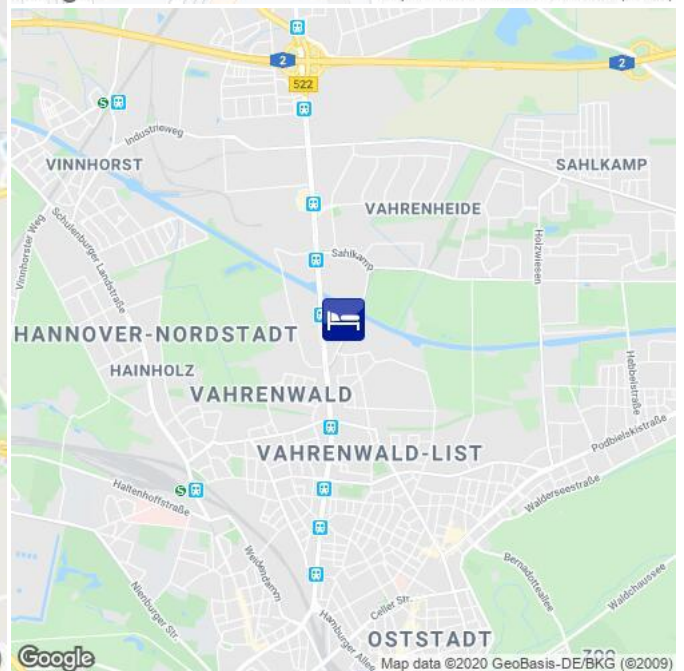 2
2
522
S
Industrieweg
VINNHORST
SAHLKAMP
VAHRENHEIDE
Vinnhorster Weg
Schulenburger Landstraße
Sahlkamp
Holzwiesen
HANNOVER-NORDSTADT
HAINHOLZ
Hebbelstraße
VAHRENWALD
Podbielskistraße
VAHRENWALD-LIST
S
Haltenhoffstraße
Walderseestraße
Weidendamm
Bernadotteallee
Waldchaussee
Nienburger Str.
Celler Str.
Hamburger Allee
OSTSTADT
ZOO
Google
Map data ©2020 GeoBasis-DE/BKG (©2009)